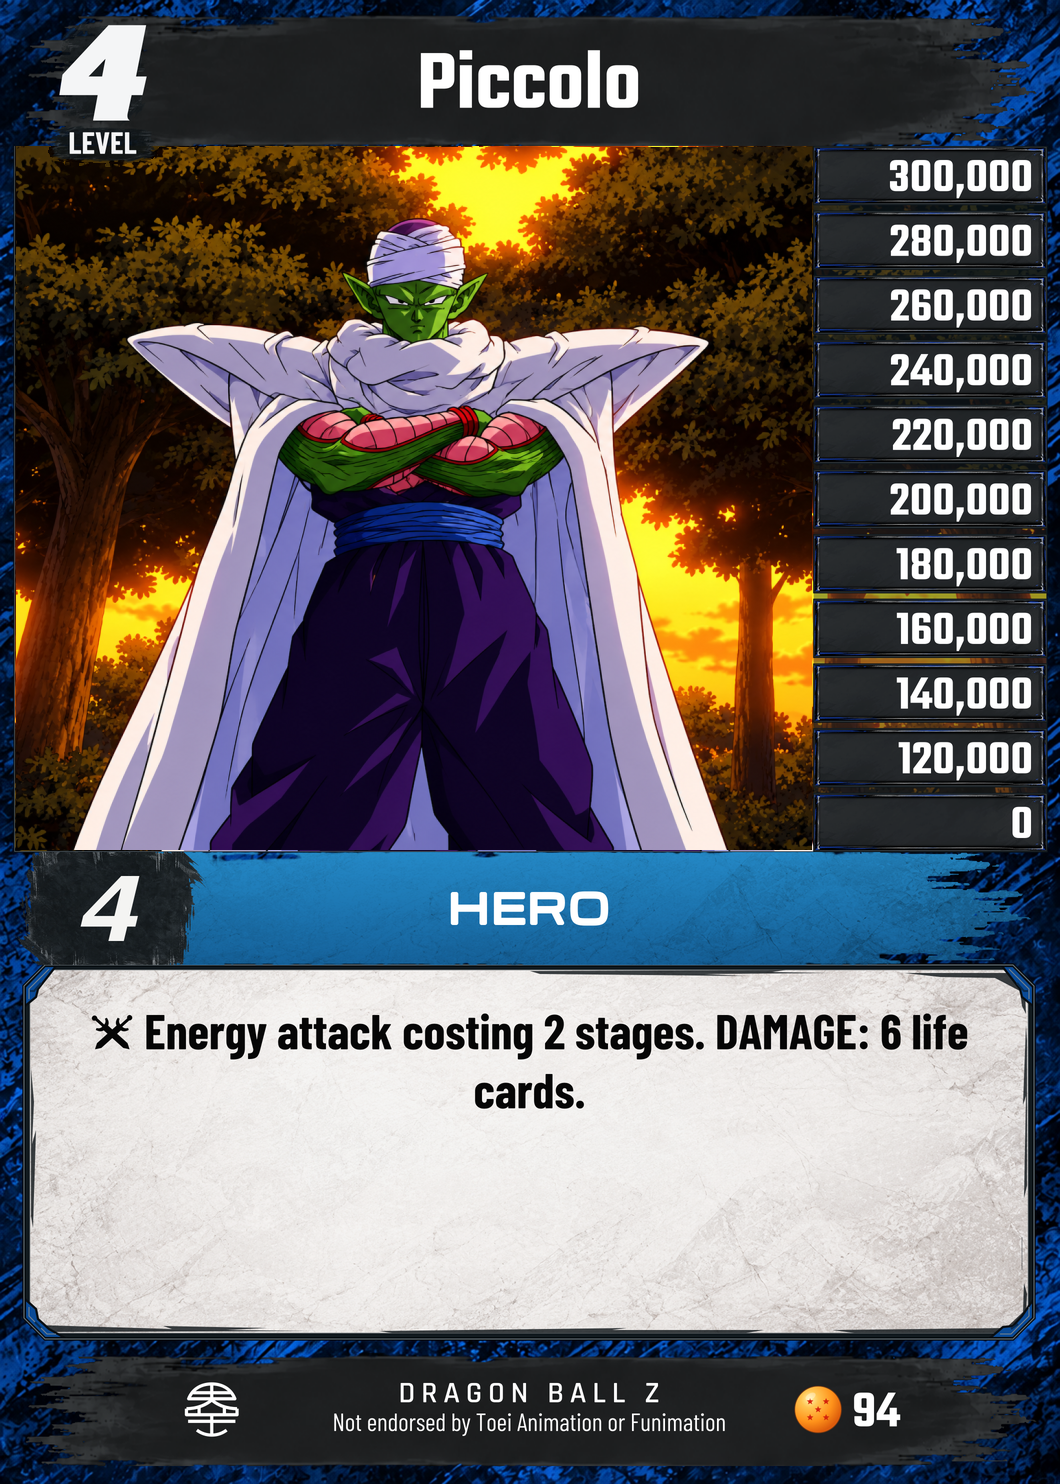 4
LEVEL
Piccolo
300,000
280,000
260,000
240,000
220,000
200,000
180,000
160,000
140,000
120,000
0
4
HERO
Energy attack costing 2 stages. DAMAGE: 6 life
cards.
DRAGON BALL Z
Not endorsed by Toei Animation or Funimation
94